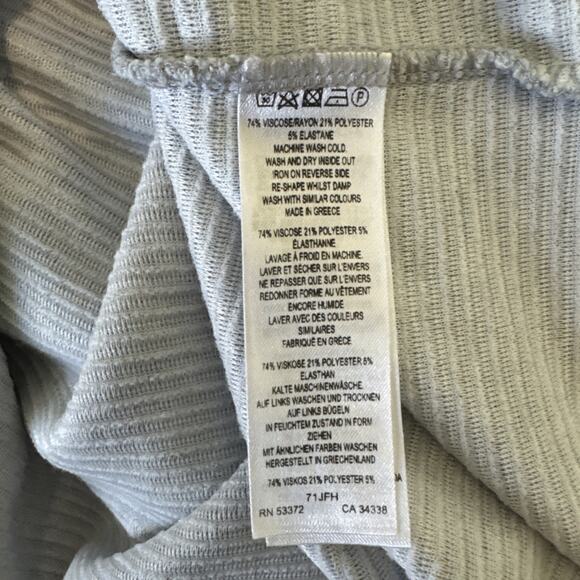 74% VISCOSE/RAYON 21% POLYESTER
5% ELASTANE
MACHINE WASH COLD.
WASH AND DRY INSIDE OUT
IRON ON REVERSE SIDE
RE-SHAPE WHILST DAMP
WASH WITH SIMILAR COLOURS
MADE IN GREECE
74% VISCOSE 21% POLYESTER 5%
ÉLASTHANNE
LAVAGE À FROID EN MACHINE.
LAVER ET SÉCHER SUR L'ENVERS
NE REPASSER QUE SUR L'ENVERS
REDONNER FORME AU VÊTEMENT
ENCORE HUMIDE
LAVER AVEC DES COULEURS
SIMILAIRES
FABRIQUÉ EN GRÈCE
74% VISKOSE 21% POLYESTER 5%
ELASTHAN
KALTE MASCHINENWÄSCHE.
AUF LINKS WASCHEN UND TROCKNEN
AUF LINKS BÜGELN
IN FEUCHTEM ZUSTAND IN FORM
ZIEHEN
MIT ÄHNLICHEN FARBEN WASCHEN
HERGESTELLT IN GRIECHENLAND
74% VISKOS 21% POLYESTER 5%
71JFH
RN 53372 CA 34338